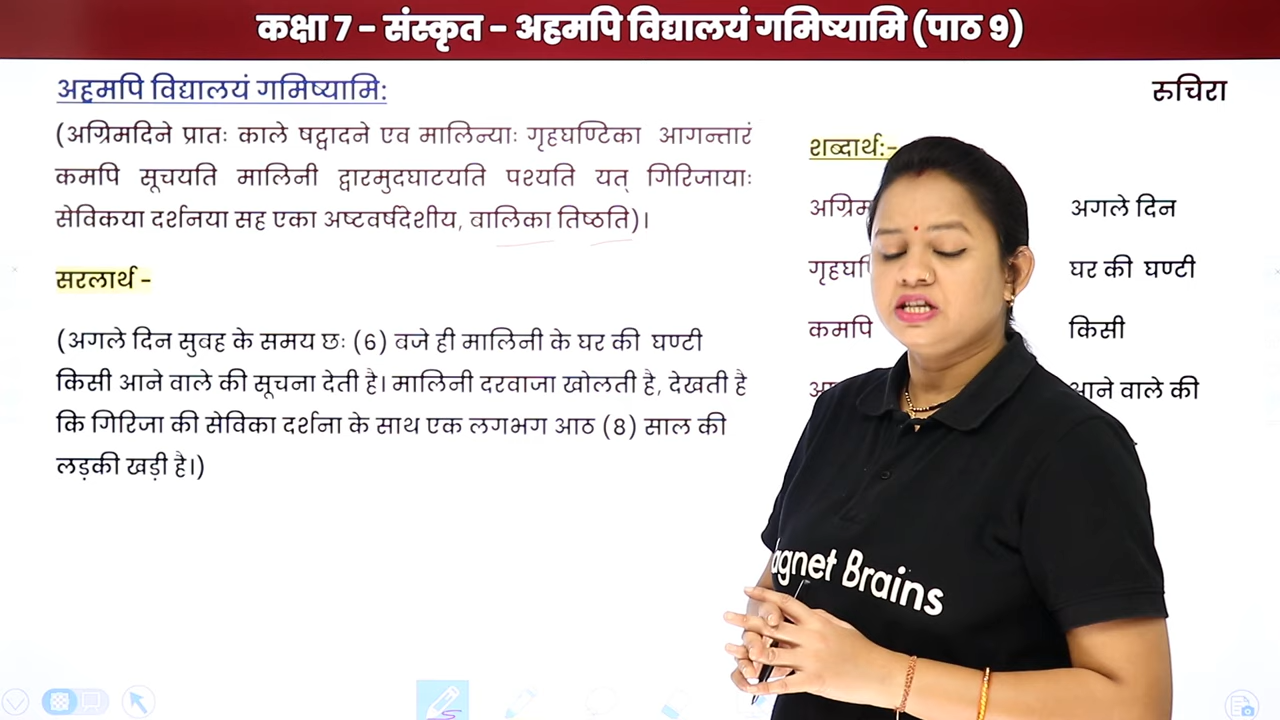 कक्षा 7 - संस्कृत - अहमपि विद्यालयं गमिष्यामि (पाठ 9)
अहमपि विद्यालयं गमिष्यामि:
रुचिरा
(अग्रिमदिने प्रातः काले षट्वादने एव मालिन्याः गृहघण्टिका आगन्तारं
कमपि सूचयति मालिनी द्वारमुदघाटयति पश्यति यत् गिरिजायाः
सेविकया दर्शनया सह एका अष्टवर्षदेशीय, वालिका तिष्ठति)।
सरलार्थ -
(अगले दिन सुबह के समय छः (6) बजे ही मालिनी के घर की घण्टी
किसी आने वाले की सूचना देती है। मालिनी दरवाजा खोलती है, देखती है
कि गिरिजा की सेविका दर्शना के साथ एक लगभग आठ (8) साल की
लड़की खड़ी है।)
शब्दार्थ:-
अगले दिन
घर की घण्टी
कमपि किसी
आने वाले की
agnet Brains